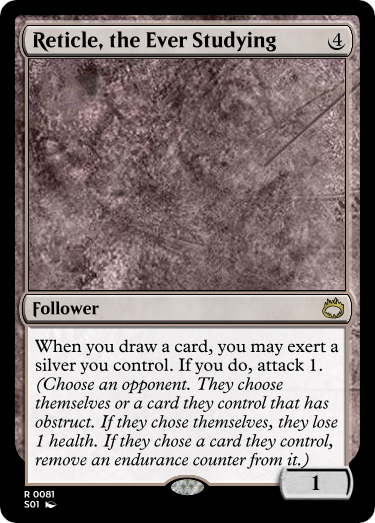 Reticle, the Ever Studying 4
Follower
When you draw a card, you may exert a
silver you control. If you do, attack 1.
(Choose an opponent. They choose
themselves or a card they control that has
obstruct. If they chose themselves, they lose
1 health. If they chose a card they control,
remove an endurance counter from it.)
1
R 0081
S01